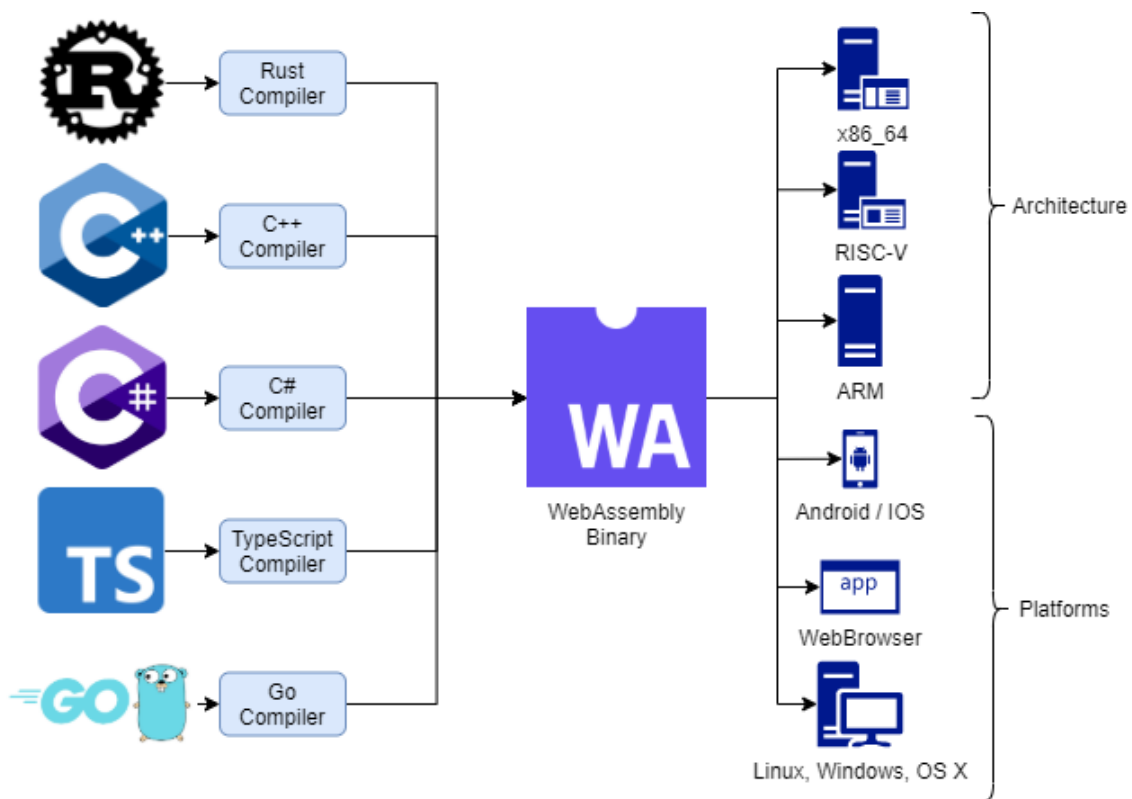 R
Rust
Compiler
C++
C++
Compiler
C#
C#
Compiler
TS
TypeScript
Compiler
GO
Go
Compiler
WA
WebAssembly
Binary
x86_64
RISC-V
ARM
Architecture
Android / IOS
app
WebBrowser
Linux, Windows, OS X
Platforms